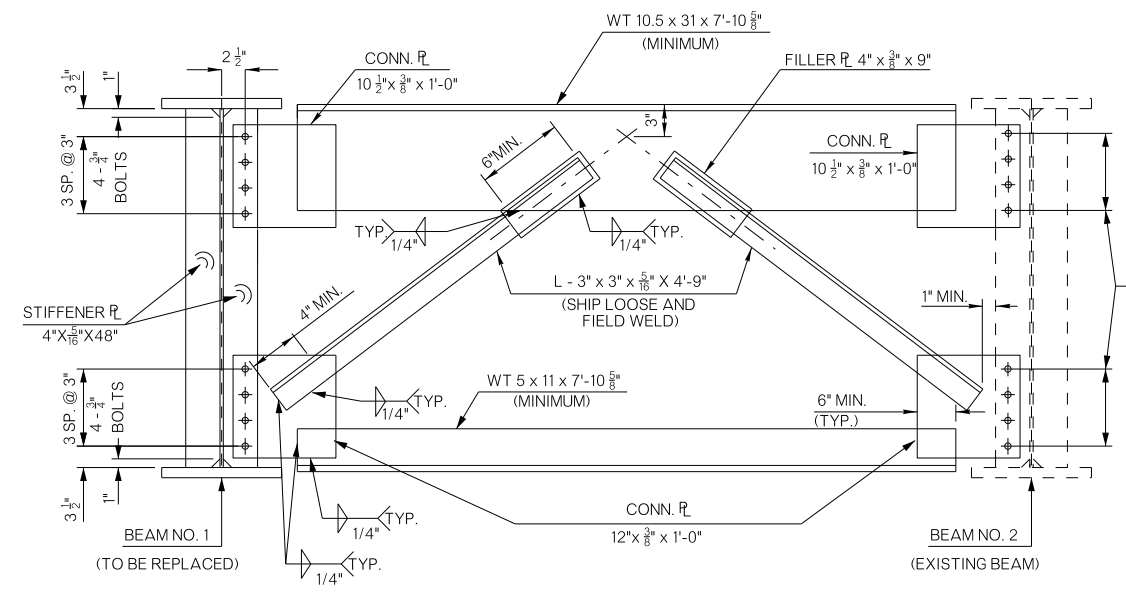 WT 10.5 x 31 x 7'-10 5/8"
(MINIMUM)
2 1/2"
CONN. ℄
10 1/2"x 3/8" x 1'-0"
FILLER ℄ 4" x 3/8" x 9"
3 1/2"
1"
3"
6"MIN.
CONN. ℄
10 1/2" x 3/8" x 1'-0"
3 SP. @ 3"
4 - 3/4"
BOLTS
TYP.
1/4"
1/4"
TYP.
L - 3" x 3" x 5/16" X 4'-9"
(SHIP LOOSE AND
FIELD WELD)
STIFFENER ℄
4"X5/16"X48"
4" MIN.
1" MIN.
3 SP. @ 3"
4 - 3/4"
BOLTS
WT 5 x 11 x 7'-10 5/8"
(MINIMUM)
1/4"
TYP.
6" MIN.
(TYP.)
3 1/2"
1"
1/4"
TYP.
CONN. ℄
12"x 3/8" x 1'-0"
1/4"
TYP.
BEAM NO. 1
(TO BE REPLACED)
BEAM NO. 2
(EXISTING BEAM)